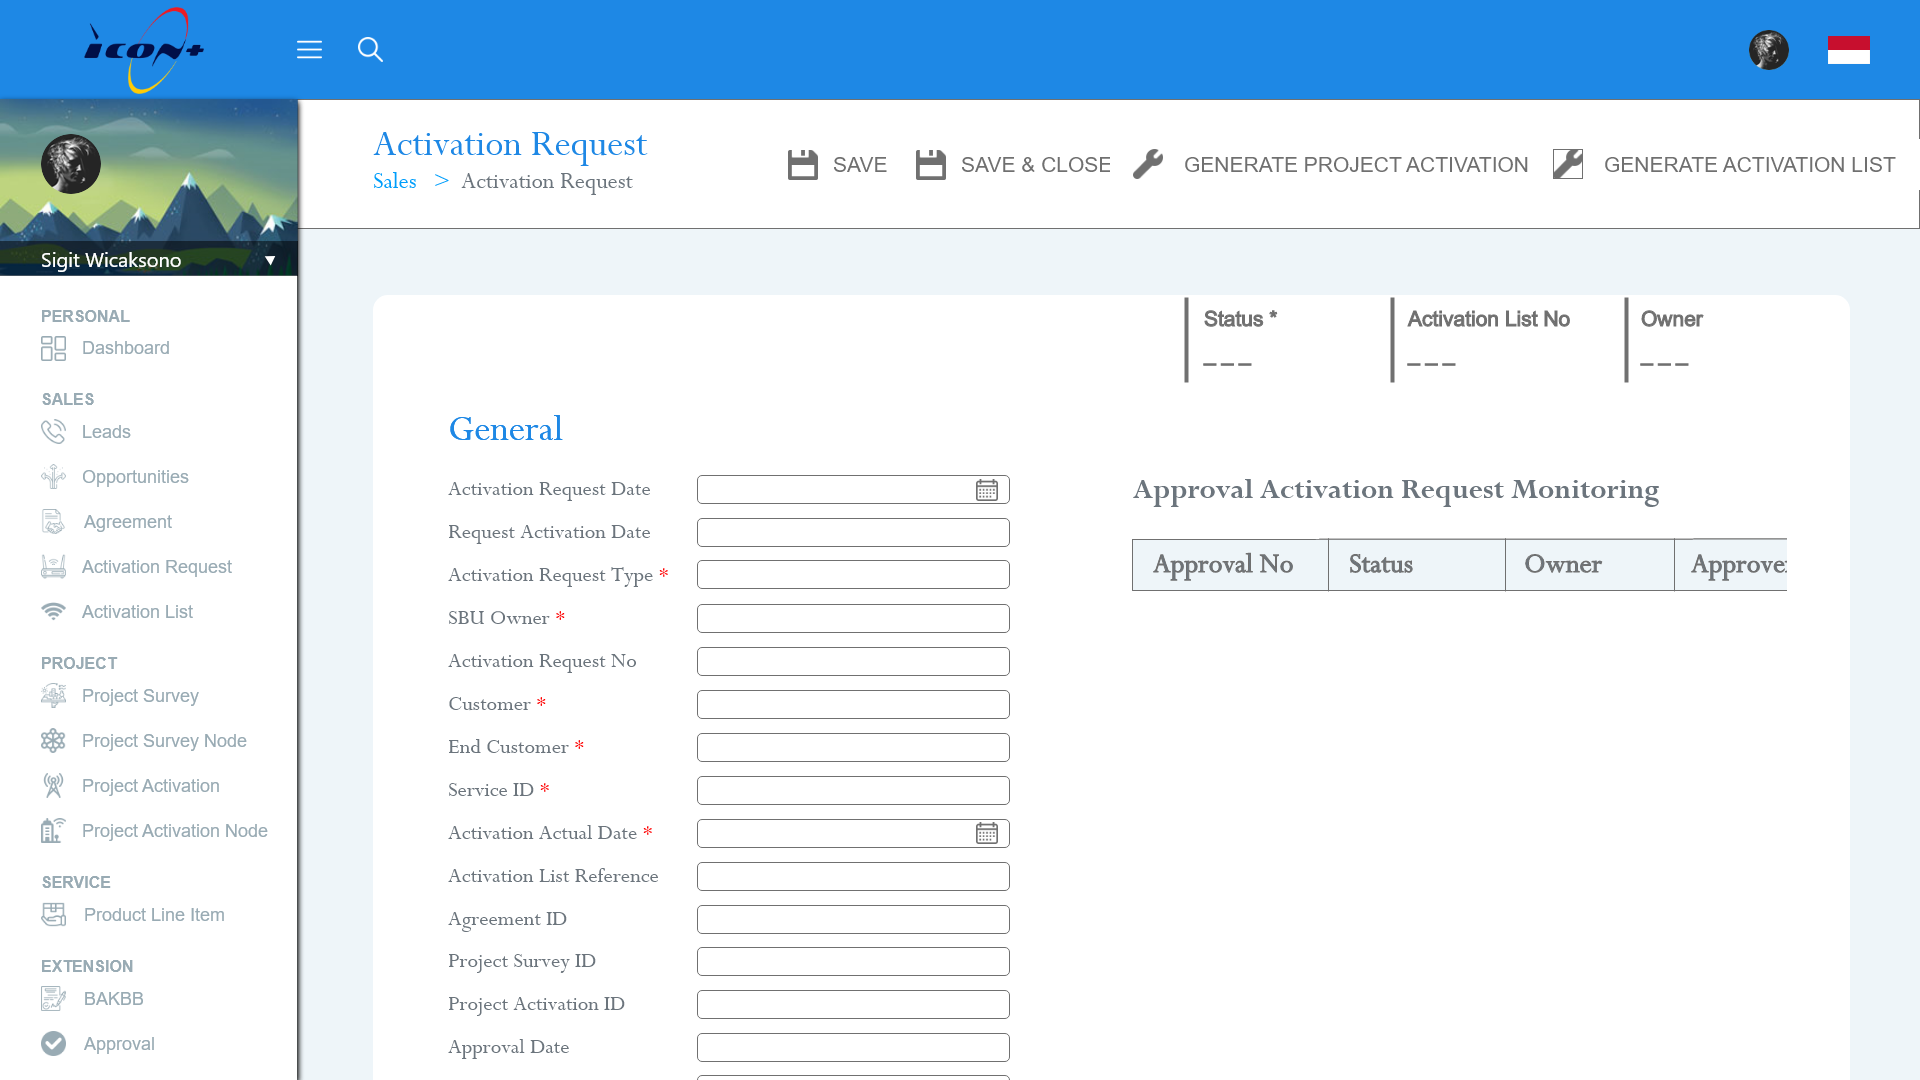 icon+
Activation Request
Sales > Activation Request
SAVE
SAVE & CLOSE
GENERATE PROJECT ACTIVATION
GENERATE ACTIVATION LIST
Sigit Wicaksono
PERSONAL
Dashboard
SALES
Leads
Opportunities
Agreement
Activation Request
Activation List
PROJECT
Project Survey
Project Survey Node
Project Activation
Project Activation Node
SERVICE
Product Line Item
EXTENSION
BAKBB
Approval
Status *
---
Activation List No
---
Owner
---
General
Activation Request Date
Request Activation Date
Activation Request Type *
SBU Owner *
Activation Request No
Customer *
End Customer *
Service ID *
Activation Actual Date *
Activation List Reference
Agreement ID
Project Survey ID
Project Activation ID
Approval Date
Approval Activation Request Monitoring
Approval No Status Owner Approver